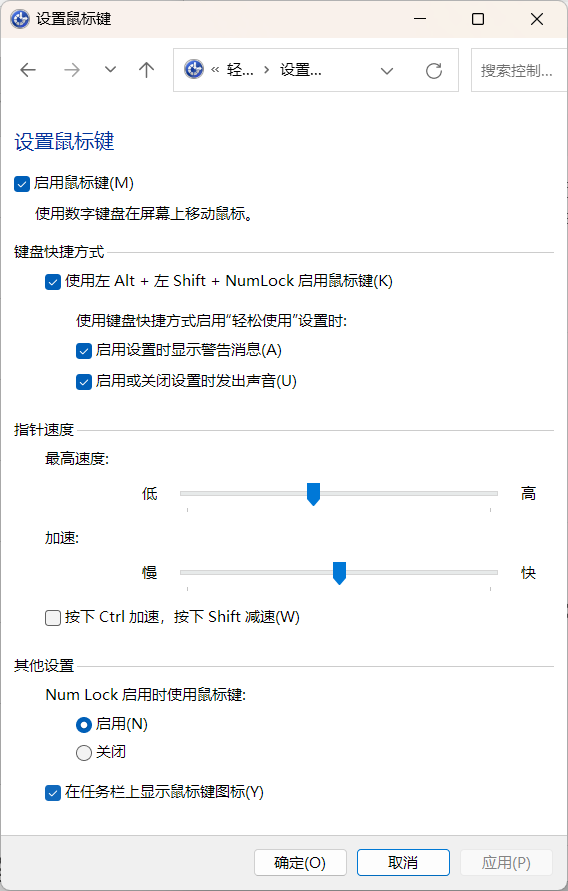 设置鼠标键
« 轻... › 设置... 搜索控制...
设置鼠标键
启用鼠标键(M)
使用数字键盘在屏幕上移动鼠标。
键盘快捷方式
使用左 Alt + 左 Shift + NumLock 启用鼠标键(K)
使用键盘快捷方式启用“轻松使用”设置时:
启用设置时显示警告消息(A)
启用或关闭设置时发出声音(U)
指针速度
最高速度:
低 高
加速:
慢 快
按下 Ctrl 加速，按下 Shift 减速(W)
其他设置
Num Lock 启用时使用鼠标键:
启用(N)
关闭
在任务栏上显示鼠标键图标(Y)
确定(O) 取消 应用(P)